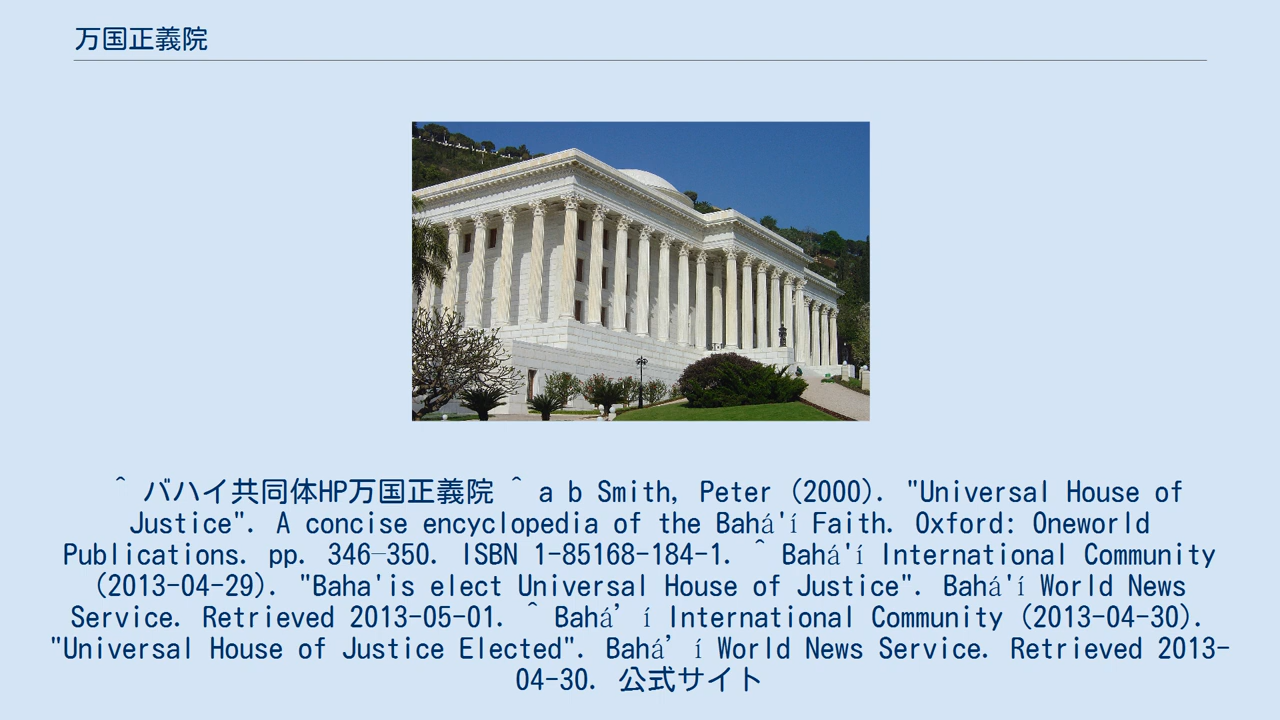 万国正義院
^ バハイ共同体HP万国正義院 ^ a b Smith, Peter (2000). "Universal House of
Justice". A concise encyclopedia of the Bahá'í Faith. Oxford: Oneworld
Publications. pp. 346–350. ISBN 1-85168-184-1. ^ Bahá'í International Community
(2013-04-29). "Baha'is elect Universal House of Justice". Bahá'í World News
Service. Retrieved 2013-05-01. ^ Bahá’í International Community (2013-04-30).
"Universal House of Justice Elected". Bahá’í World News Service. Retrieved 2013-
04-30. 公式サイト